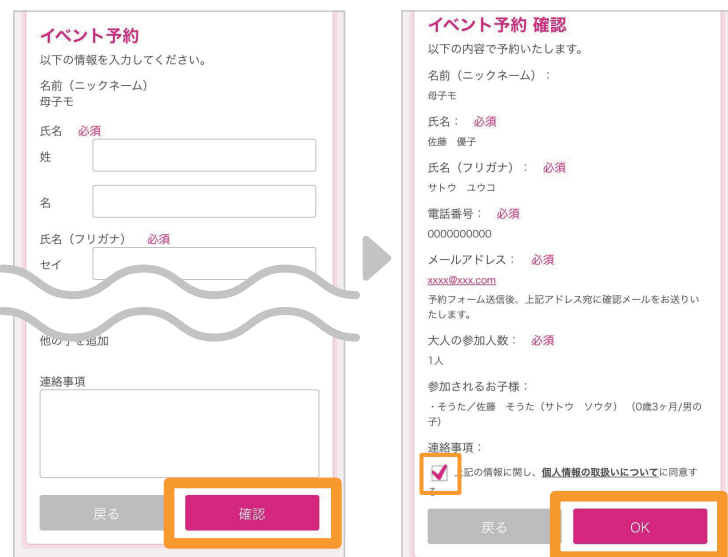 イベント予約
以下の情報を入力してください。
名前（ニックネーム）
母子モ
氏名 必須
姓
名
氏名（フリガナ） 必須
セイ
他の子を追加
連絡事項
戻る
確認
イベント予約 確認
以下の内容で予約いたします。
名前（ニックネーム）：
母子モ
氏名： 必須
佐藤 優子
氏名（フリガナ）： 必須
サトウ ユウコ
電話番号： 必須
0000000000
メールアドレス： 必須
xxxx@xxx.com
予約フォーム送信後、上記アドレス宛に確認メールをお送りい
たします。
大人の参加人数： 必須
1人
参加されるお子様：
・そうた／佐藤 そうた（サトウ ソウタ） （0歳3ヶ月/男の
子）
連絡事項：
上記の情報に関し、個人情報の取扱いについてに同意す
る
戻る
OK